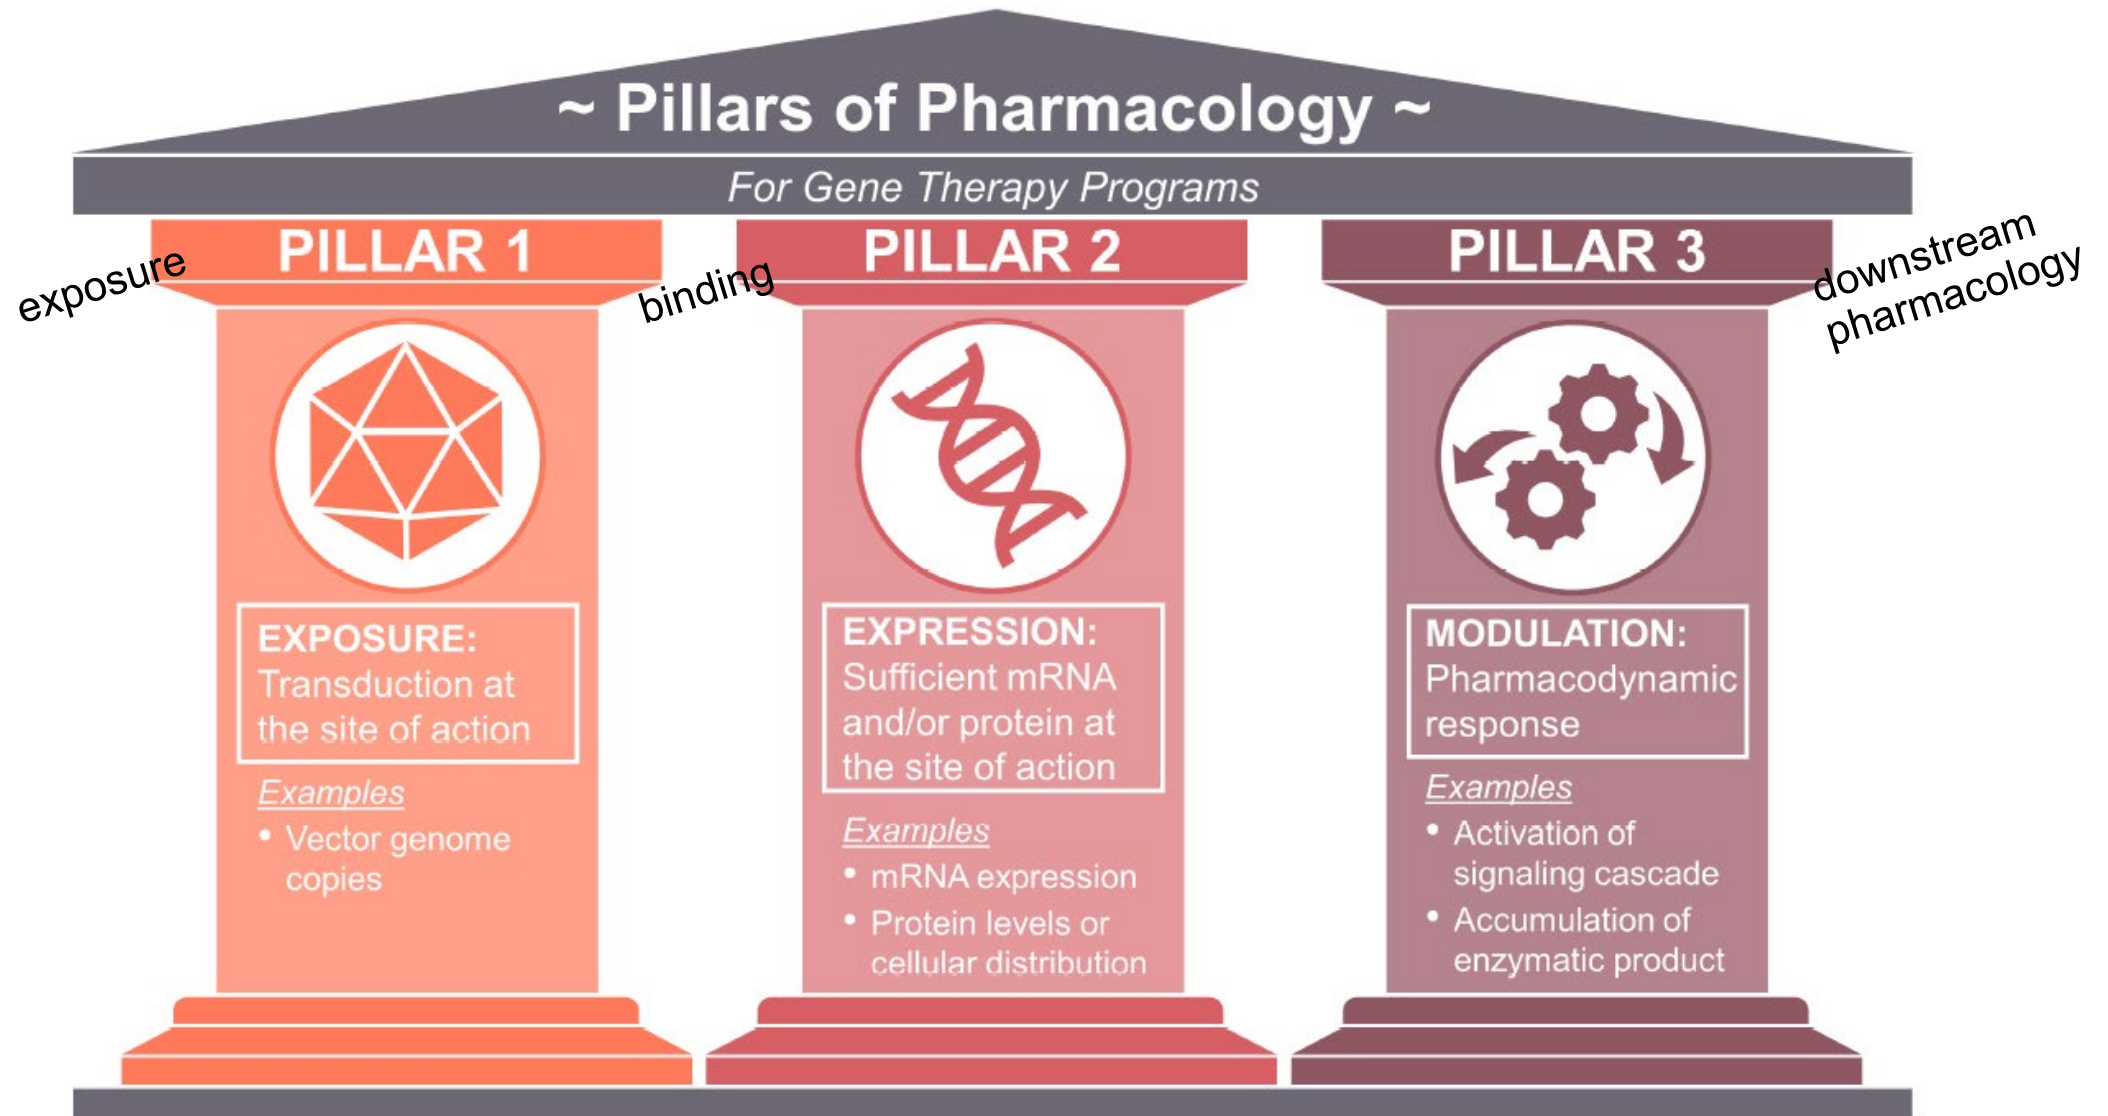 ~ Pillars of Pharmacology ~
For Gene Therapy Programs
exposure
PILLAR 1
EXPOSURE:
Transduction at
the site of action
Examples
• Vector genome
copies
binding
PILLAR 2
EXPRESSION:
Sufficient mRNA
and/or protein at
the site of action
Examples
• mRNA expression
• Protein levels or
cellular distribution
downstream
pharmacology
PILLAR 3
MODULATION:
Pharmacodynamic
response
Examples
• Activation of
signaling cascade
• Accumulation of
enzymatic product